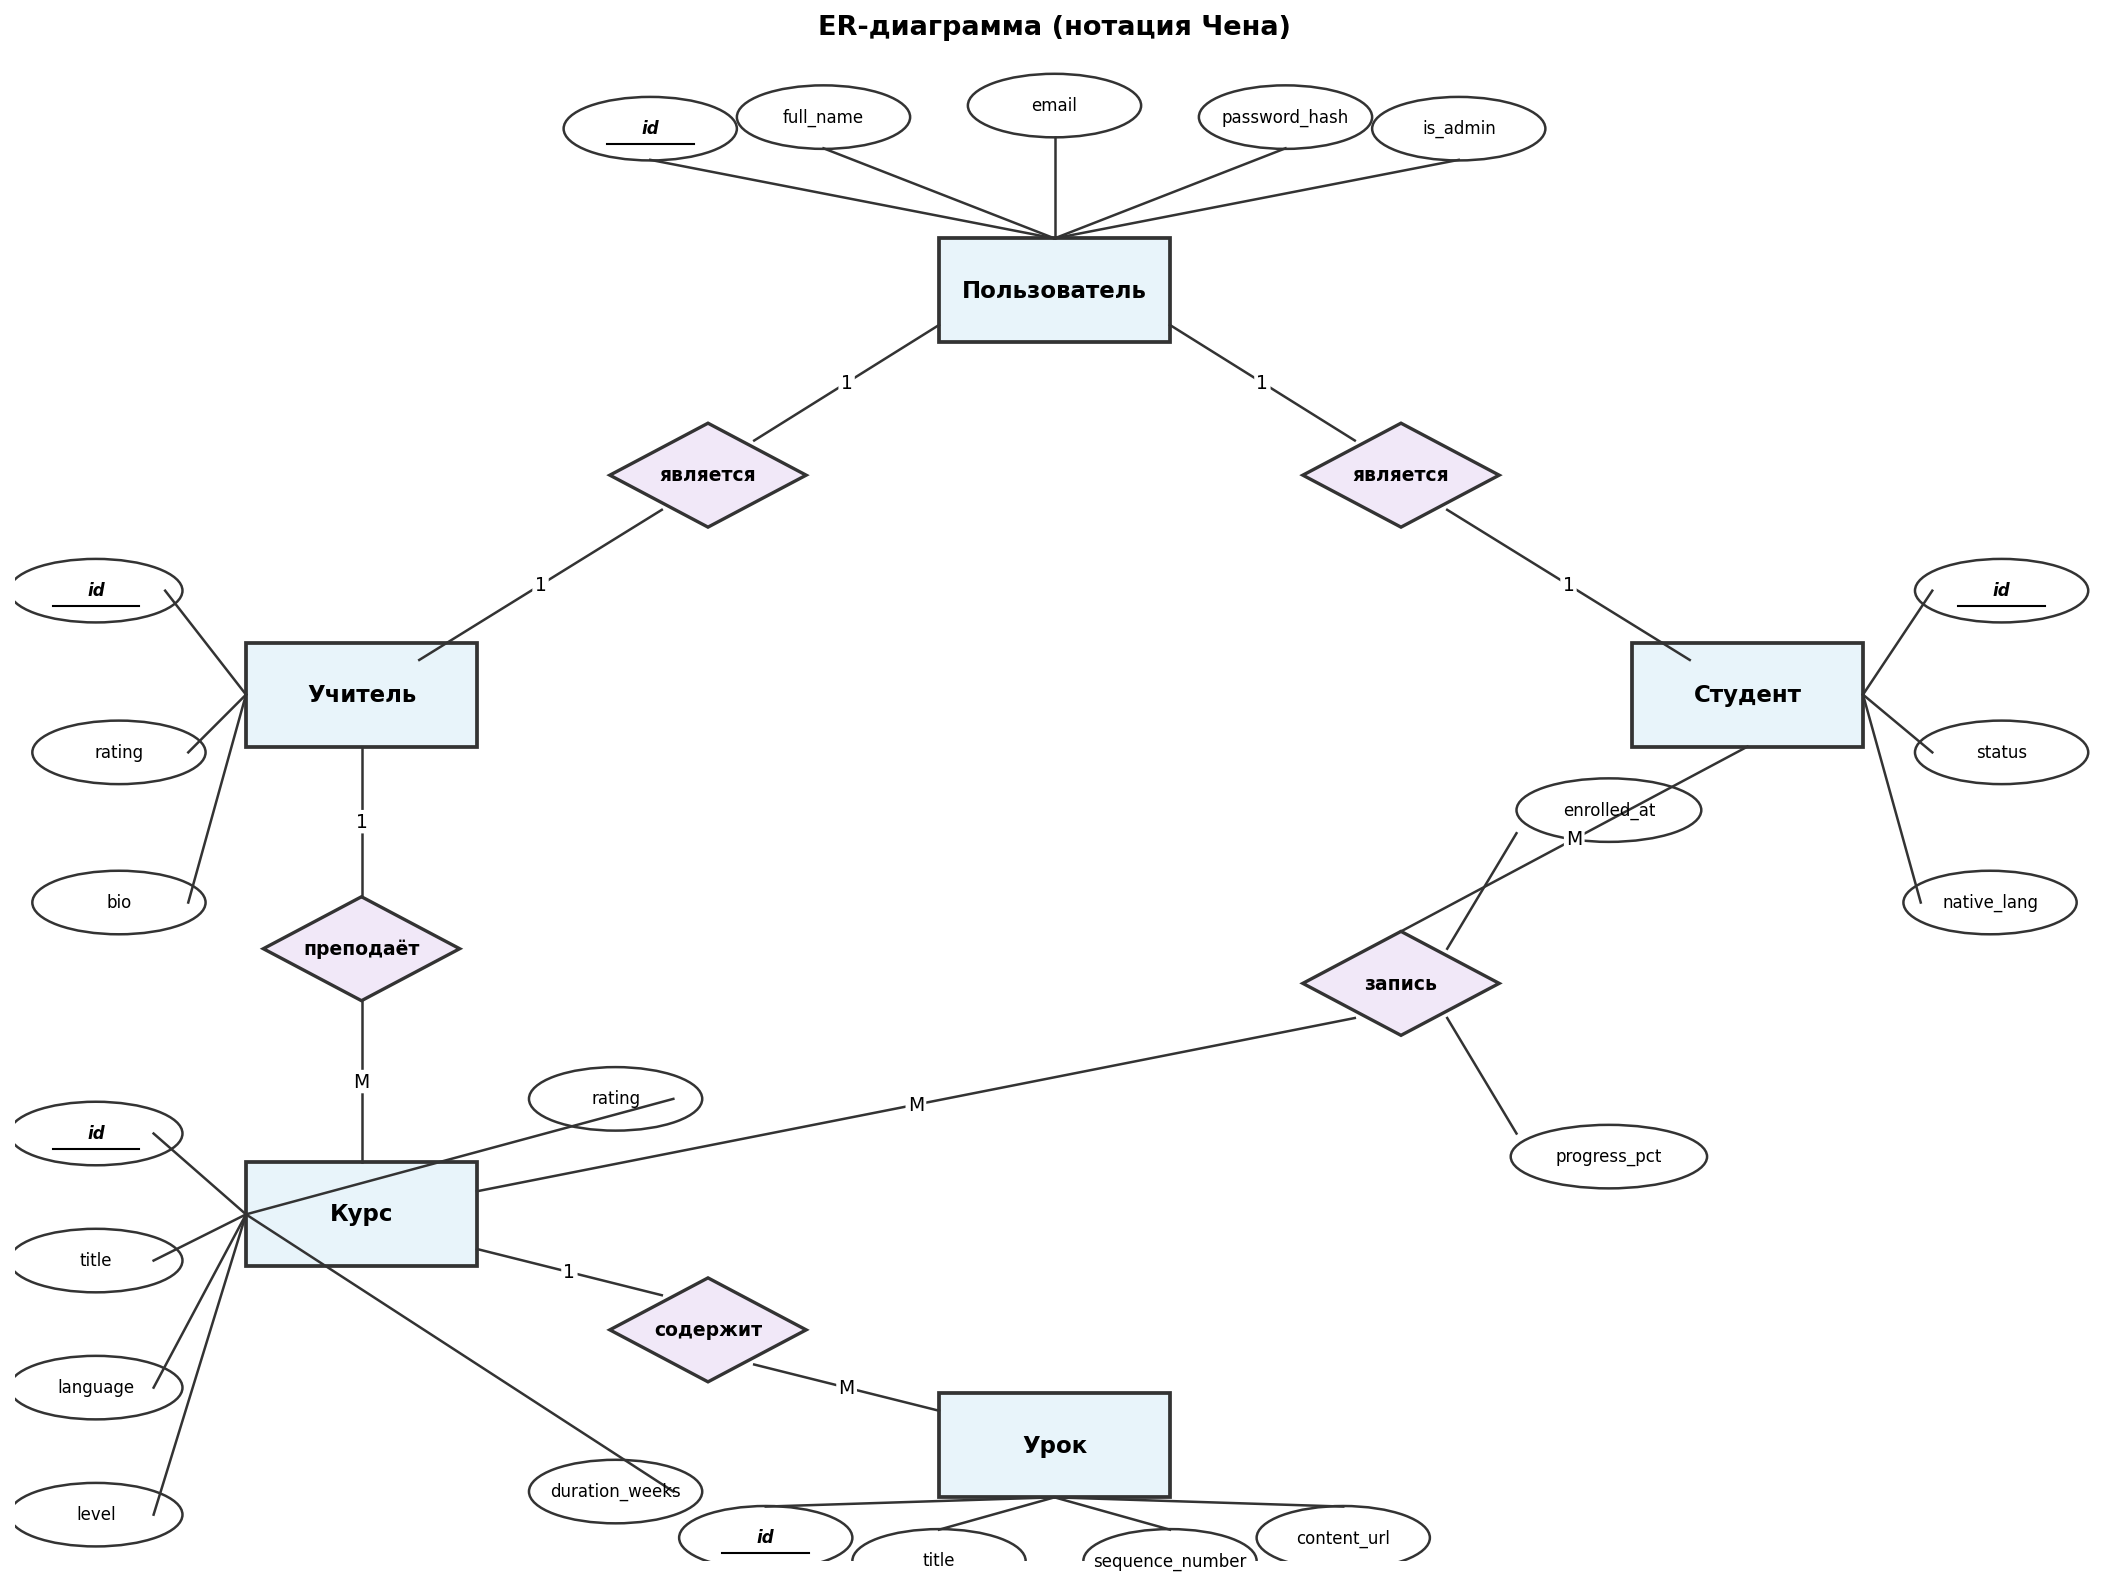 ER-диаграмма (нотация Чена)
id
full_name
email
password_hash
is_admin
Пользователь
1
1
является
является
1
1
id
id
Учитель
Студент
rating
status
enrolled_at
1
M
bio
native_lang
преподаёт
запись
M
rating
M
id
progress_pct
Курс
title
1
содержит
language
M
Урок
duration_weeks
level
id
content_url
title
sequence_number